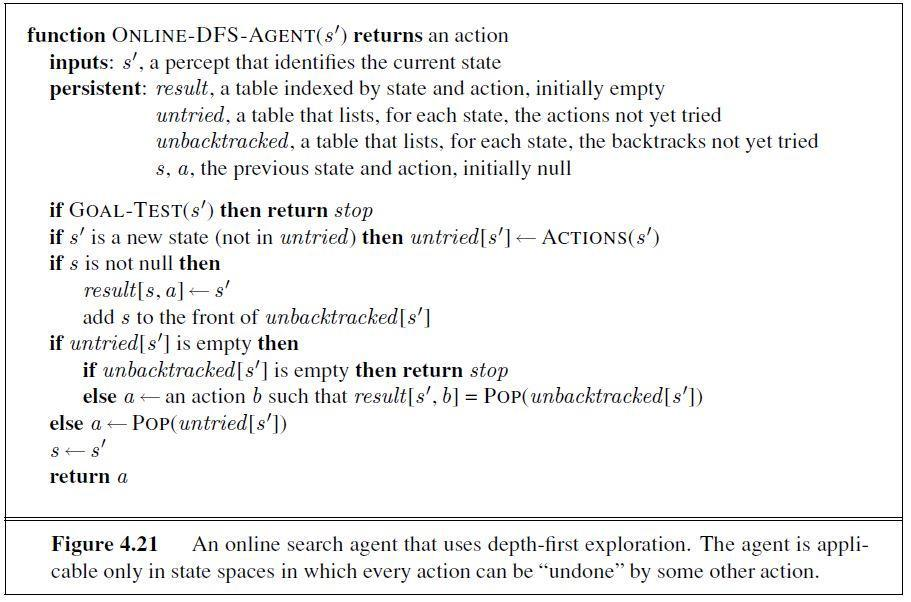 function ONLINE-DFS-AGENT(s′) returns an action
inputs: s′, a percept that identifies the current state
persistent: result, a table indexed by state and action, initially empty
untried, a table that lists, for each state, the actions not yet tried
unbacktracked, a table that lists, for each state, the backtracks not yet tried
s, a, the previous state and action, initially null
if GOAL-TEST(s′) then return stop
if s′ is a new state (not in untried) then untried[s′] ← ACTIONS(s′)
if s is not null then
result[s, a] ← s′
add s to the front of unbacktracked[s′]
if untried[s′] is empty then
if unbacktracked[s′] is empty then return stop
else a ← an action b such that result[s′, b] = POP(unbacktracked[s′])
else a ← POP(untried[s′])
s ← s′
return a
Figure 4.21 An online search agent that uses depth-first exploration. The agent is appli-
cable only in state spaces in which every action can be “undone” by some other action.